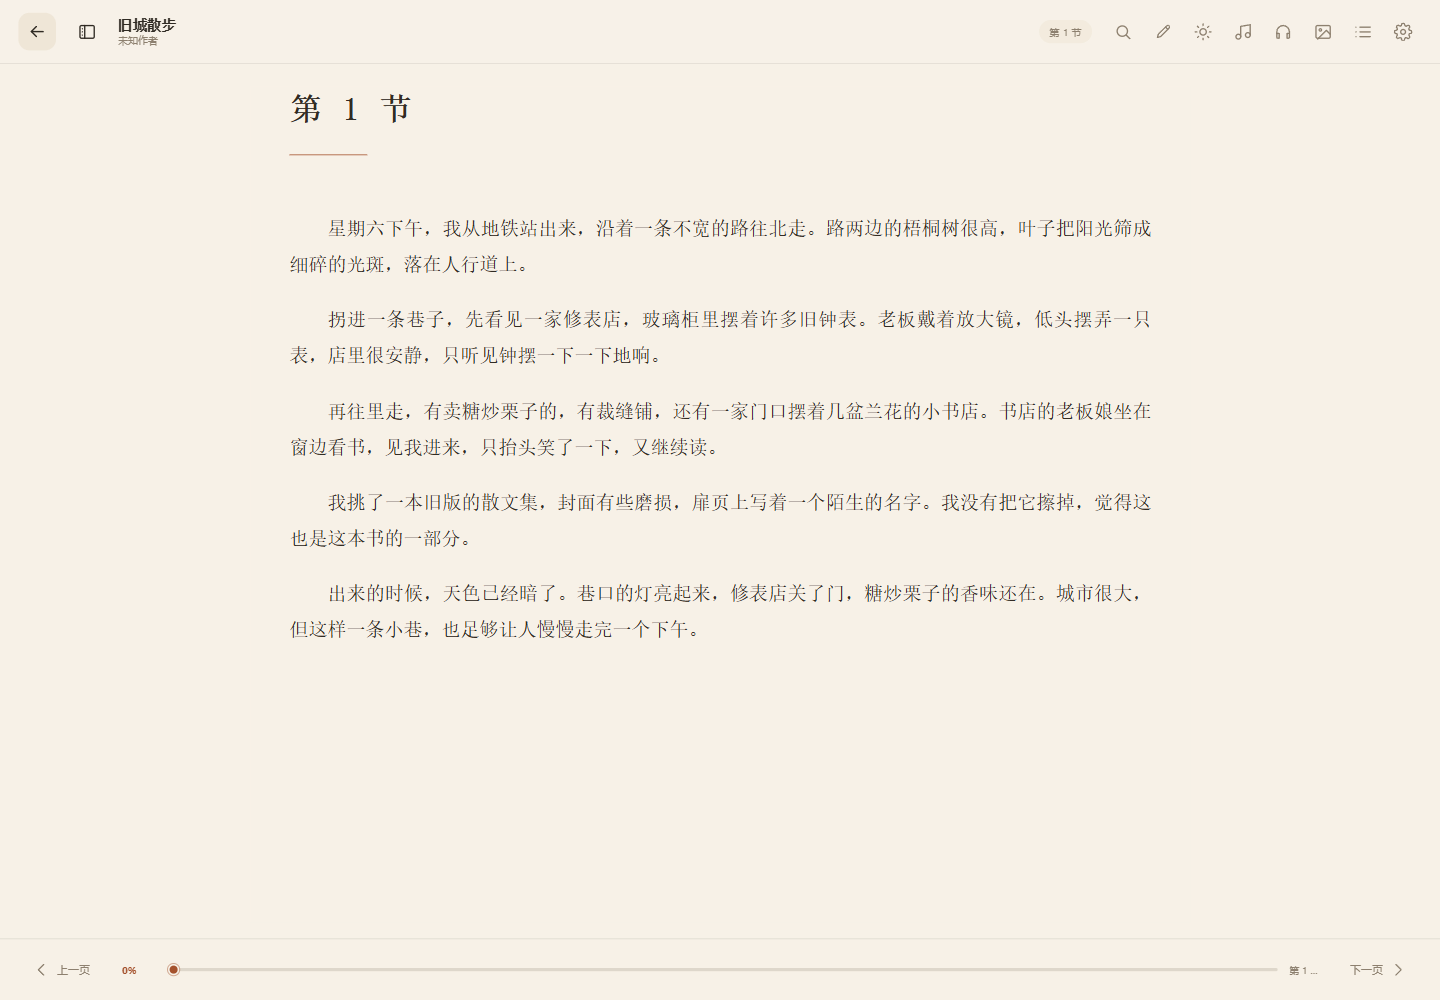 旧城散步
未知作者
第 1 节
第 1 节
星期六下午，我从地铁站出来，沿着一条不宽的路往北走。路两边的梧桐树很高，叶子把阳光筛成
细碎的光斑，落在人行道上。
拐进一条巷子，先看见一家修表店，玻璃柜里摆着许多旧钟表。老板戴着放大镜，低头摆弄一只
表，店里很安静，只听见钟摆一下一下地响。
再往里走，有卖糖炒栗子的，有裁缝铺，还有一家门口摆着几盆兰花的小书店。书店的老板娘坐在
窗边看书，见我进来，只抬头笑了一下，又继续读。
我挑了一本旧版的散文集，封面有些磨损，扉页上写着一个陌生的名字。我没有把它擦掉，觉得这
也是这本书的一部分。
出来的时候，天色已经暗了。巷口的灯亮起来，修表店关了门，糖炒栗子的香味还在。城市很大，
但这样一条小巷，也足够让人慢慢走完一个下午。
上一页
0%
第 1 ...
下一页